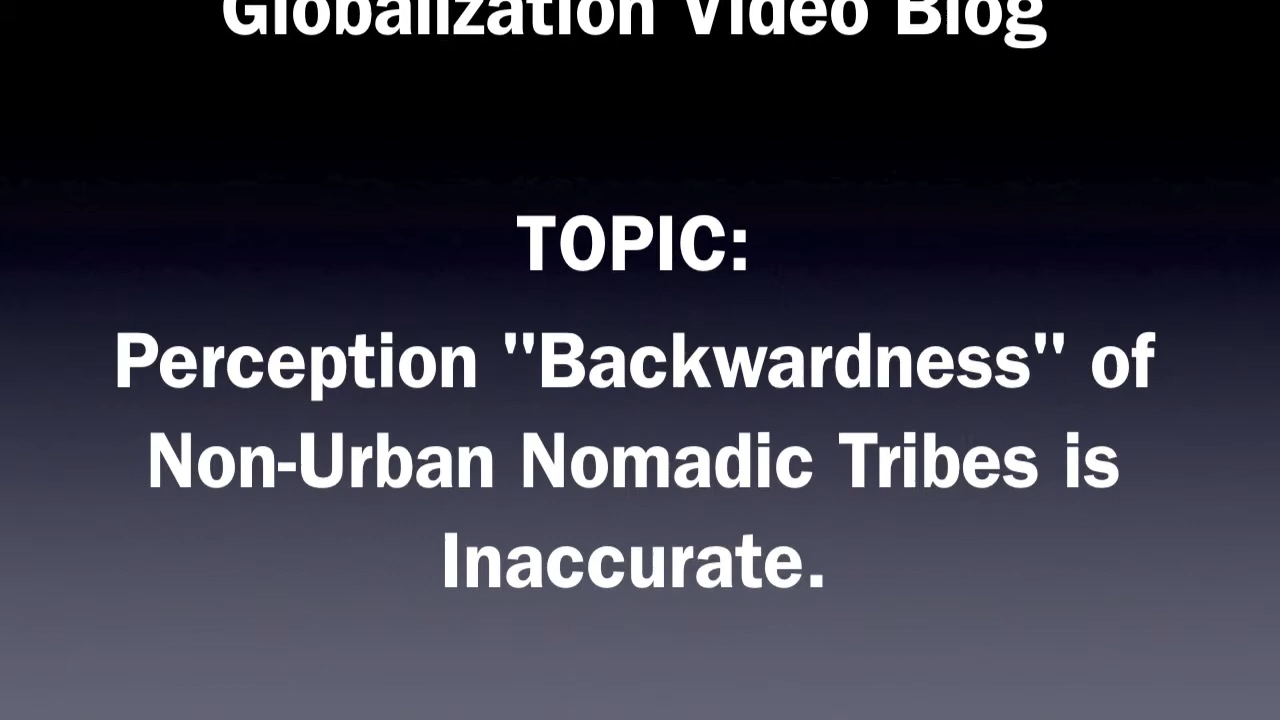 Globalization Video Blog
TOPIC:
Perception "Backwardness" of
Non-Urban Nomadic Tribes is
Inaccurate.